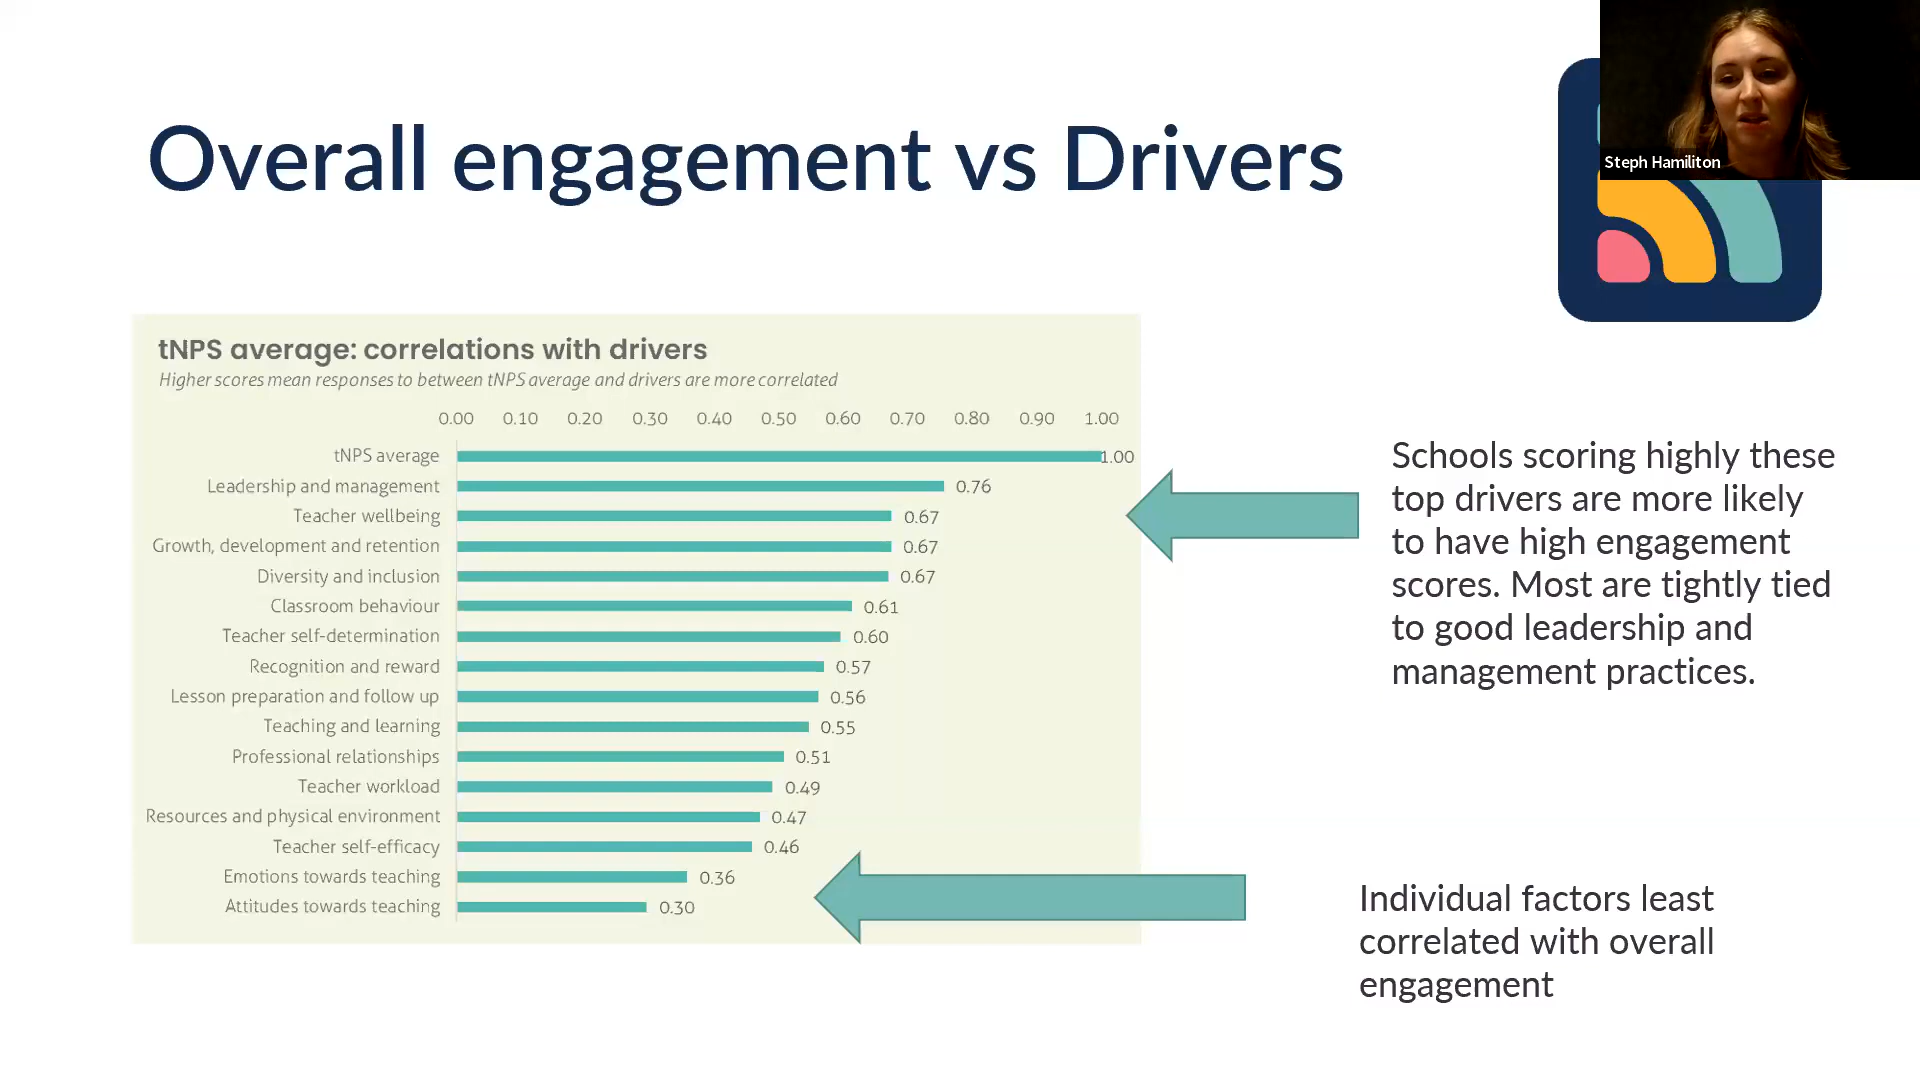 Steph Hamiliton
Overall engagement vs Drivers
tNPS average: correlations with drivers
Higher scores mean responses to between tNPS average and drivers are more correlated
0.00 0.10 0.20 0.30 0.40 0.50 0.60 0.70 0.80 0.90 1.00
tNPS average 1.00
Leadership and management 0.76
Teacher wellbeing 0.67
Growth, development and retention 0.67
Diversity and inclusion 0.67
Classroom behaviour 0.61
Teacher self-determination 0.60
Recognition and reward 0.57
Lesson preparation and follow up 0.56
Teaching and learning 0.55
Professional relationships 0.51
Teacher workload 0.49
Resources and physical environment 0.47
Teacher self-efficacy 0.46
Emotions towards teaching 0.36
Attitudes towards teaching 0.30
Schools scoring highly these
top drivers are more likely
to have high engagement
scores. Most are tightly tied
to good leadership and
management practices.
Individual factors least
correlated with overall
engagement